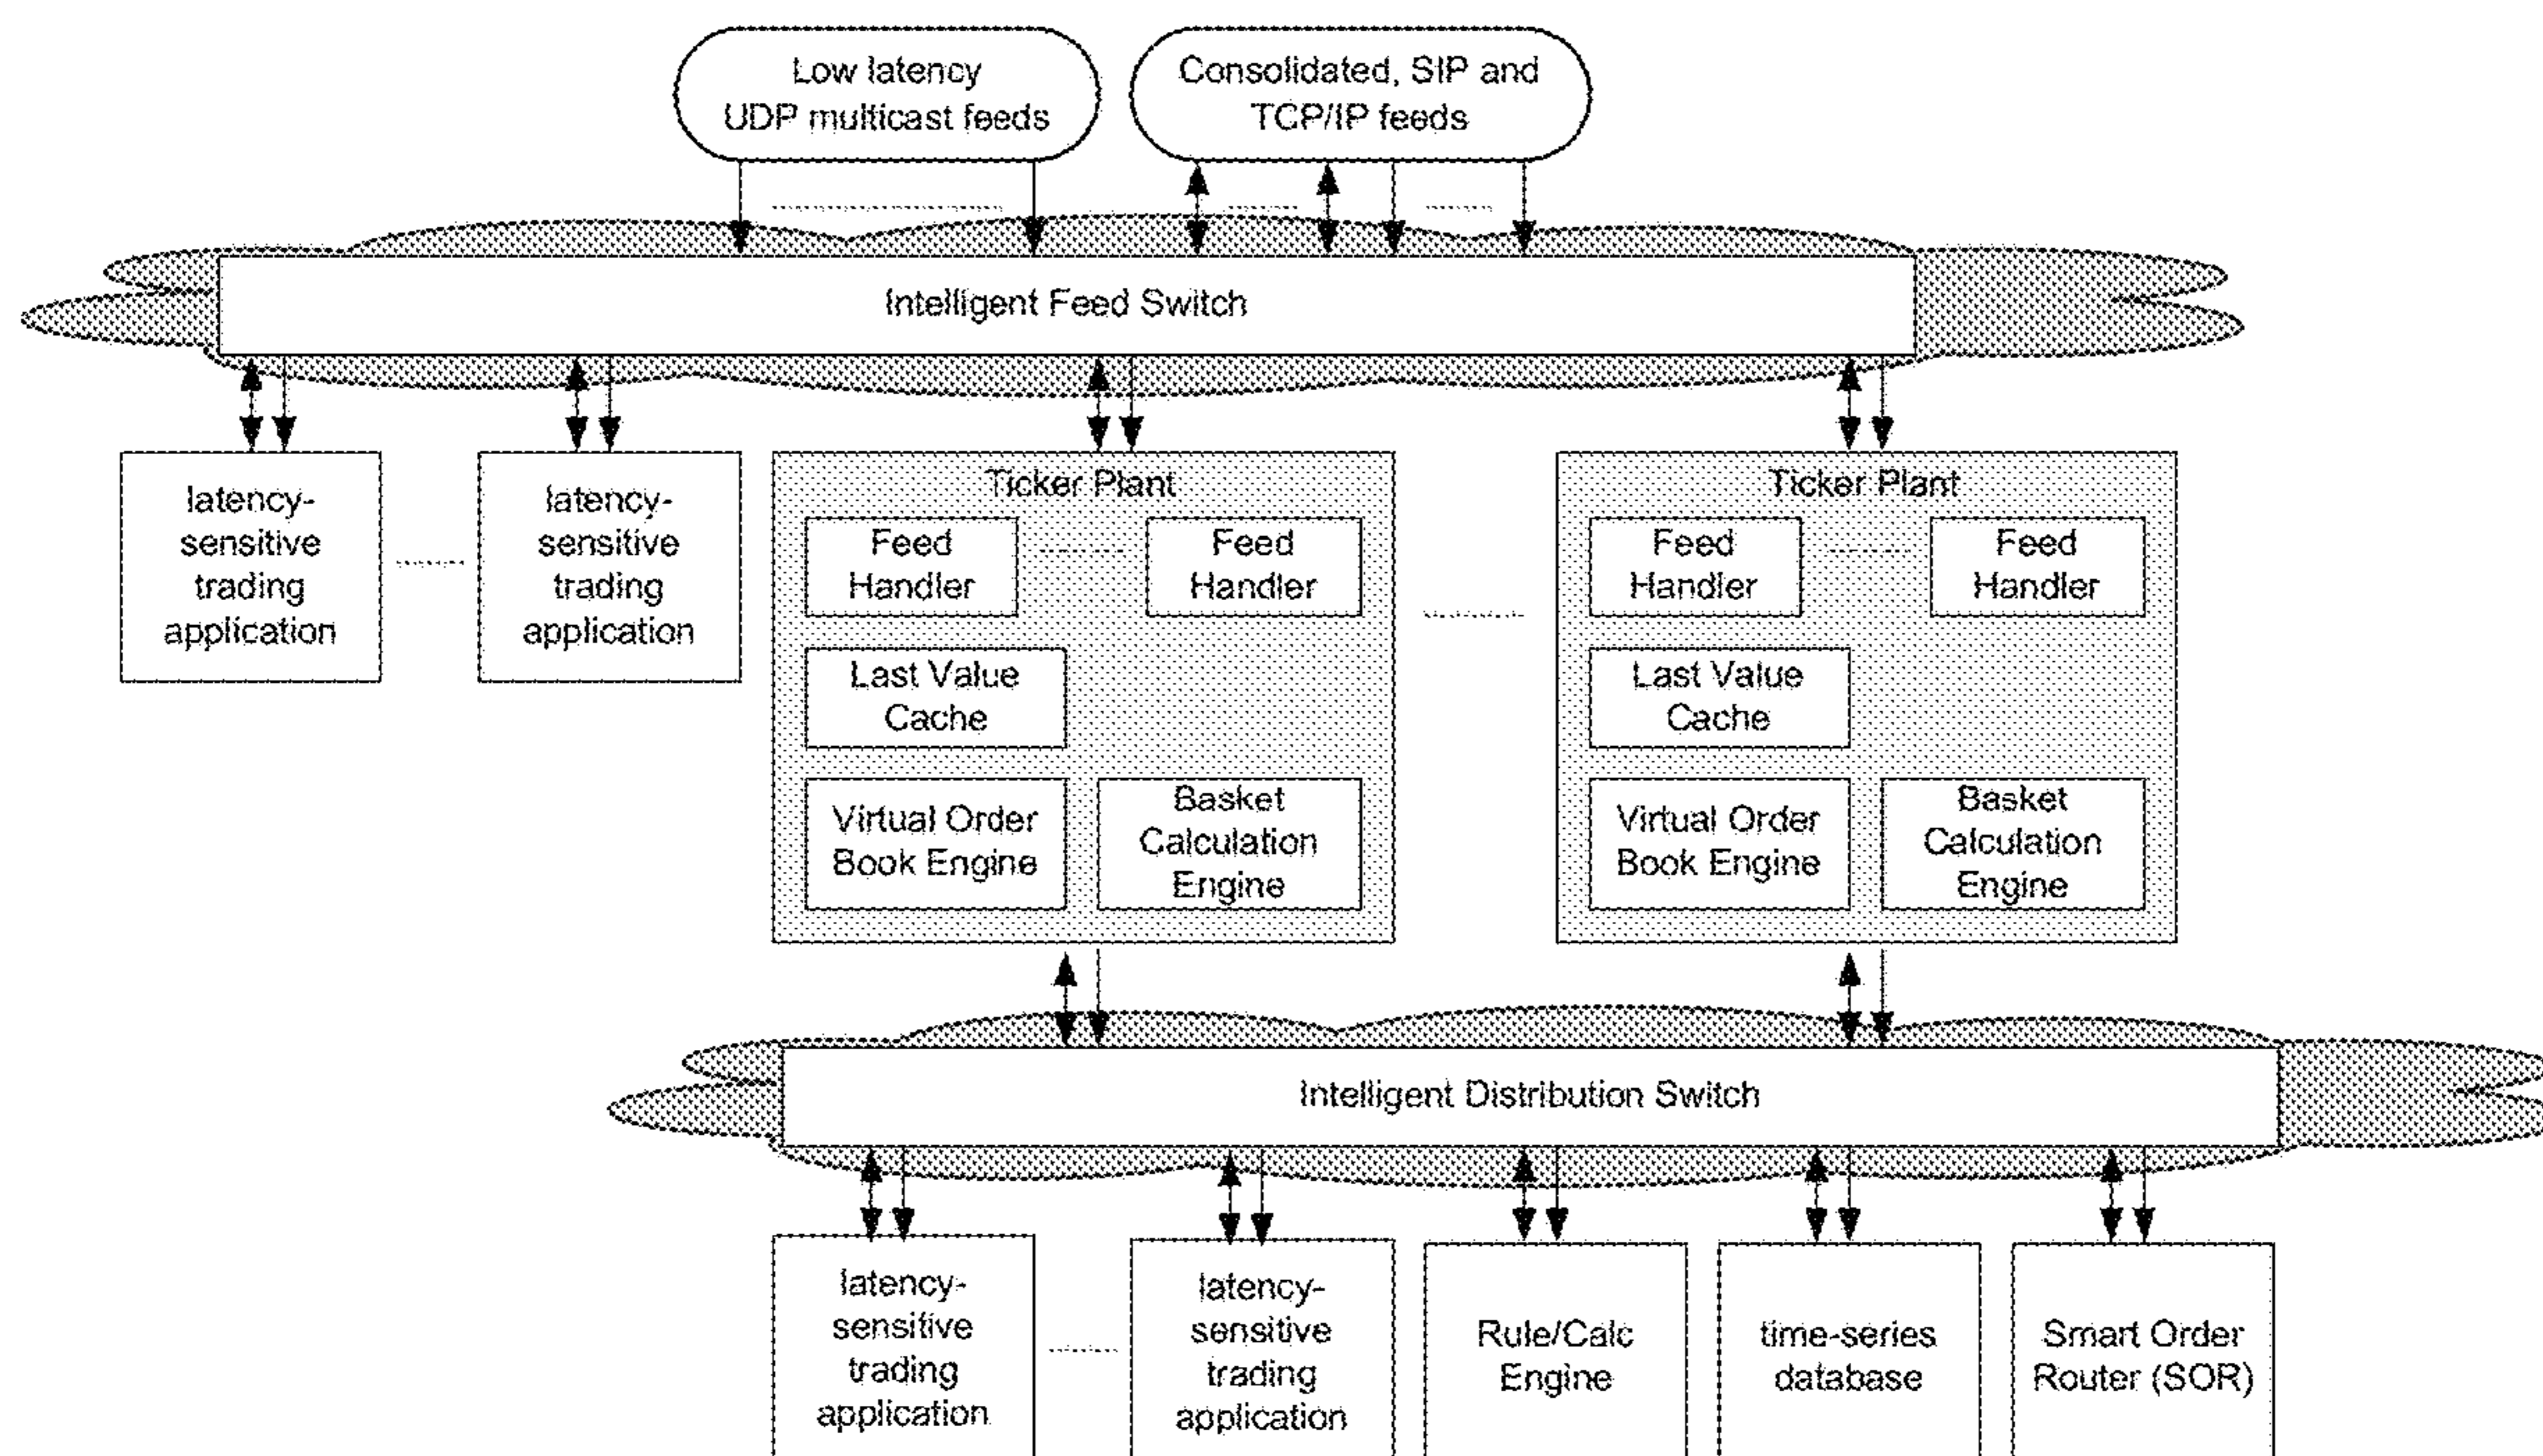 Low latency
UDP multicast feeds
Consolidated, SIP and
TCP/IP feeds
Intelligent Feed Switch
latency-
sensitive
trading
application
latency-
sensitive
trading
application
Ticker Plant
Feed
Handler
Feed
Handler
Last Value
Cache
Virtual Order
Book Engine
Basket
Calculation
Engine
Ticker Plant
Feed
Handler
Feed
Handler
Last Value
Cache
Virtual Order
Book Engine
Basket
Calculation
Engine
Intelligent Distribution Switch
latency-
sensitive
trading
application
latency-
sensitive
trading
application
Rule/Calc
Engine
time-series
database
Smart Order
Router (SOR)